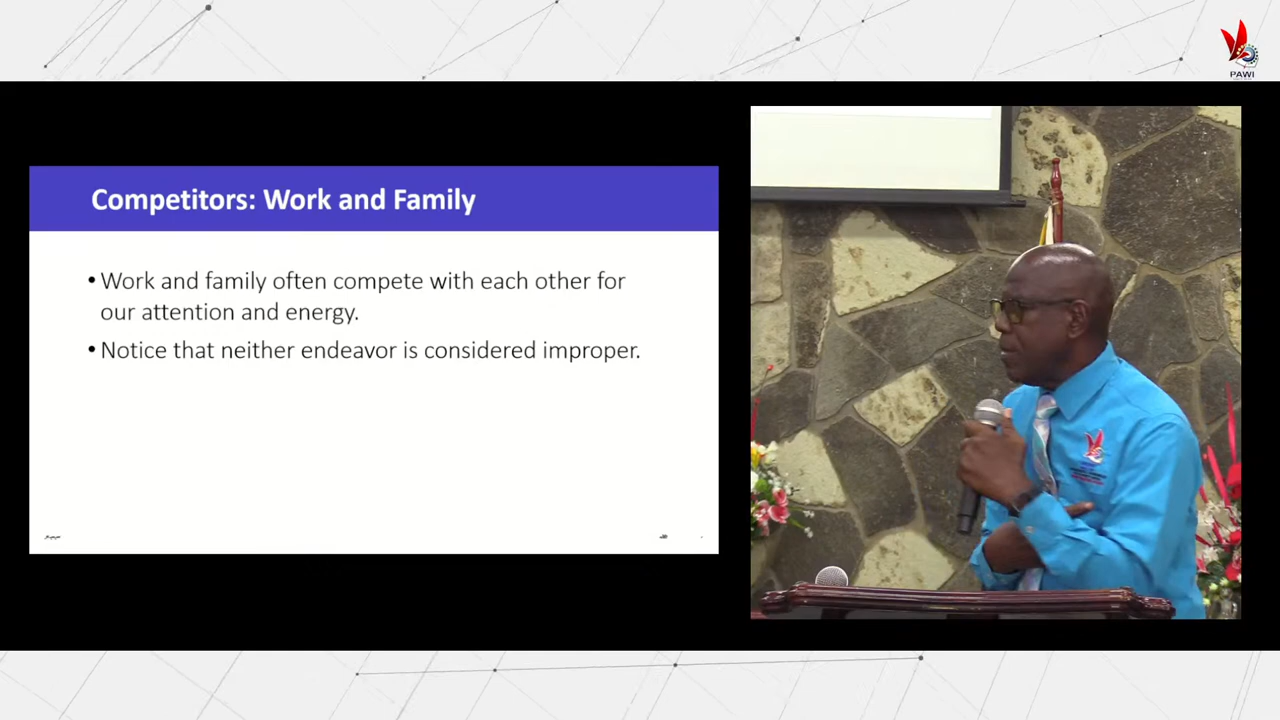 PAWI
Competitors: Work and Family
• Work and family often compete with each other for
our attention and energy.
• Notice that neither endeavor is considered improper.